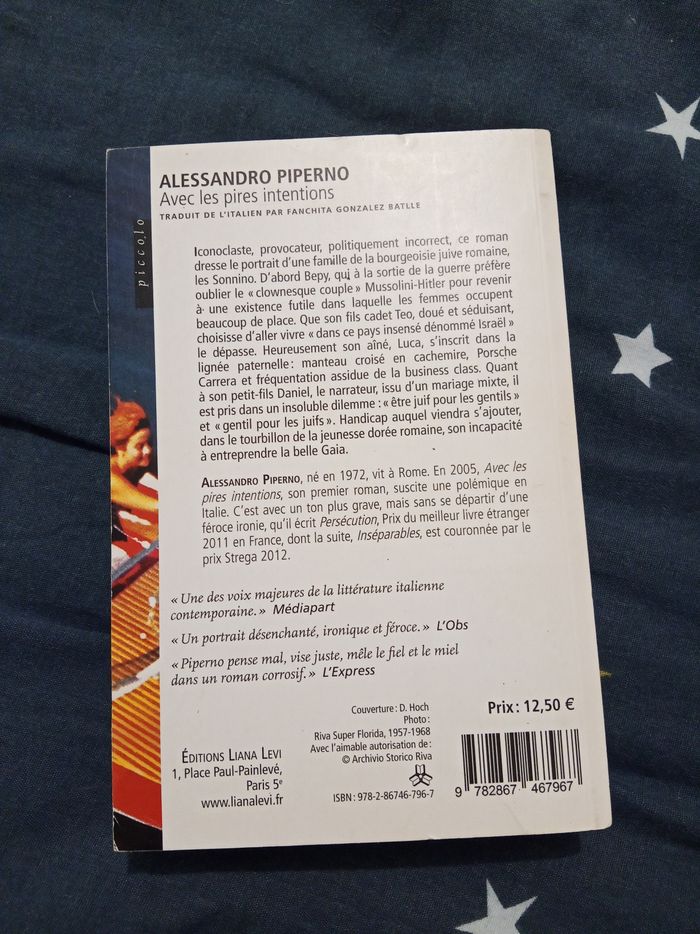 piccolo
ALESSANDRO PIPERNO
Avec les pires intentions
TRADUIT DE L'ITALIEN PAR FANCHITA GONZALEZ BATLLE
Iconoclaste, provocateur, politiquement incorrect, ce roman
dresse le portrait d'une famille de la bourgeoisie juive romaine,
les Sonnino. D'abord Bepy, qui à la sortie de la guerre préfère
oublier le « clownesque couple » Mussolini-Hitler pour revenir
à une existence futile dans laquelle les femmes occupent
beaucoup de place. Que son fils cadet Teo, doué et séduisant,
choisisse d'aller vivre « dans ce pays insensé dénommé Israël »
le dépasse. Heureusement son aîné, Luca, s'inscrit dans la
lignée paternelle : manteau croisé en cachemire, Porsche
Carrera et fréquentation assidue de la business class. Quant
à son petit-fils Daniel, le narrateur, issu d'un mariage mixte, il
est pris dans un insoluble dilemme : « être juif pour les gentils »
et « gentil pour les juifs ». Handicap auquel viendra s'ajouter,
dans le tourbillon de la jeunesse dorée romaine, son incapacité
à entreprendre la belle Gaia.
ALESSANDRO PIPERNO, né en 1972, vit à Rome. En 2005, Avec les
pires intentions, son premier roman, suscite une polémique en
Italie. C'est avec un ton plus grave, mais sans se départir d'une
féroce ironie, qu'il écrit Persécution, Prix du meilleur livre étranger
2011 en France, dont la suite, Inséparables, est couronnée par le
prix Strega 2012.
« Une des voix majeures de la littérature italienne
contemporaine. » Médiapart
« Un portrait désenchanté, ironique et féroce. » L'Obs
« Piperno pense mal, vise juste, mêle le fiel et le miel
dans un roman corrosif. » L'Express
ÉDITIONS LIANA LEVI
1, Place Paul-Painlevé,
Paris 5e
www.lianalevi.fr
Couverture : D. Hoch
Photo :
Riva Super Florida, 1957-1968
Avec l'aimable autorisation de :
© Archivio Storico Riva
ISBN : 978-2-86746-796-7
Prix : 12,50 €
9 782867 467967